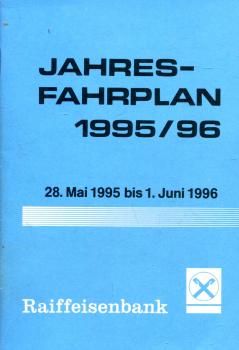 JAHRES-
FAHRPLAN
1995/96
28. Mai 1995 bis 1. Juni 1996
Raiffeisenbank